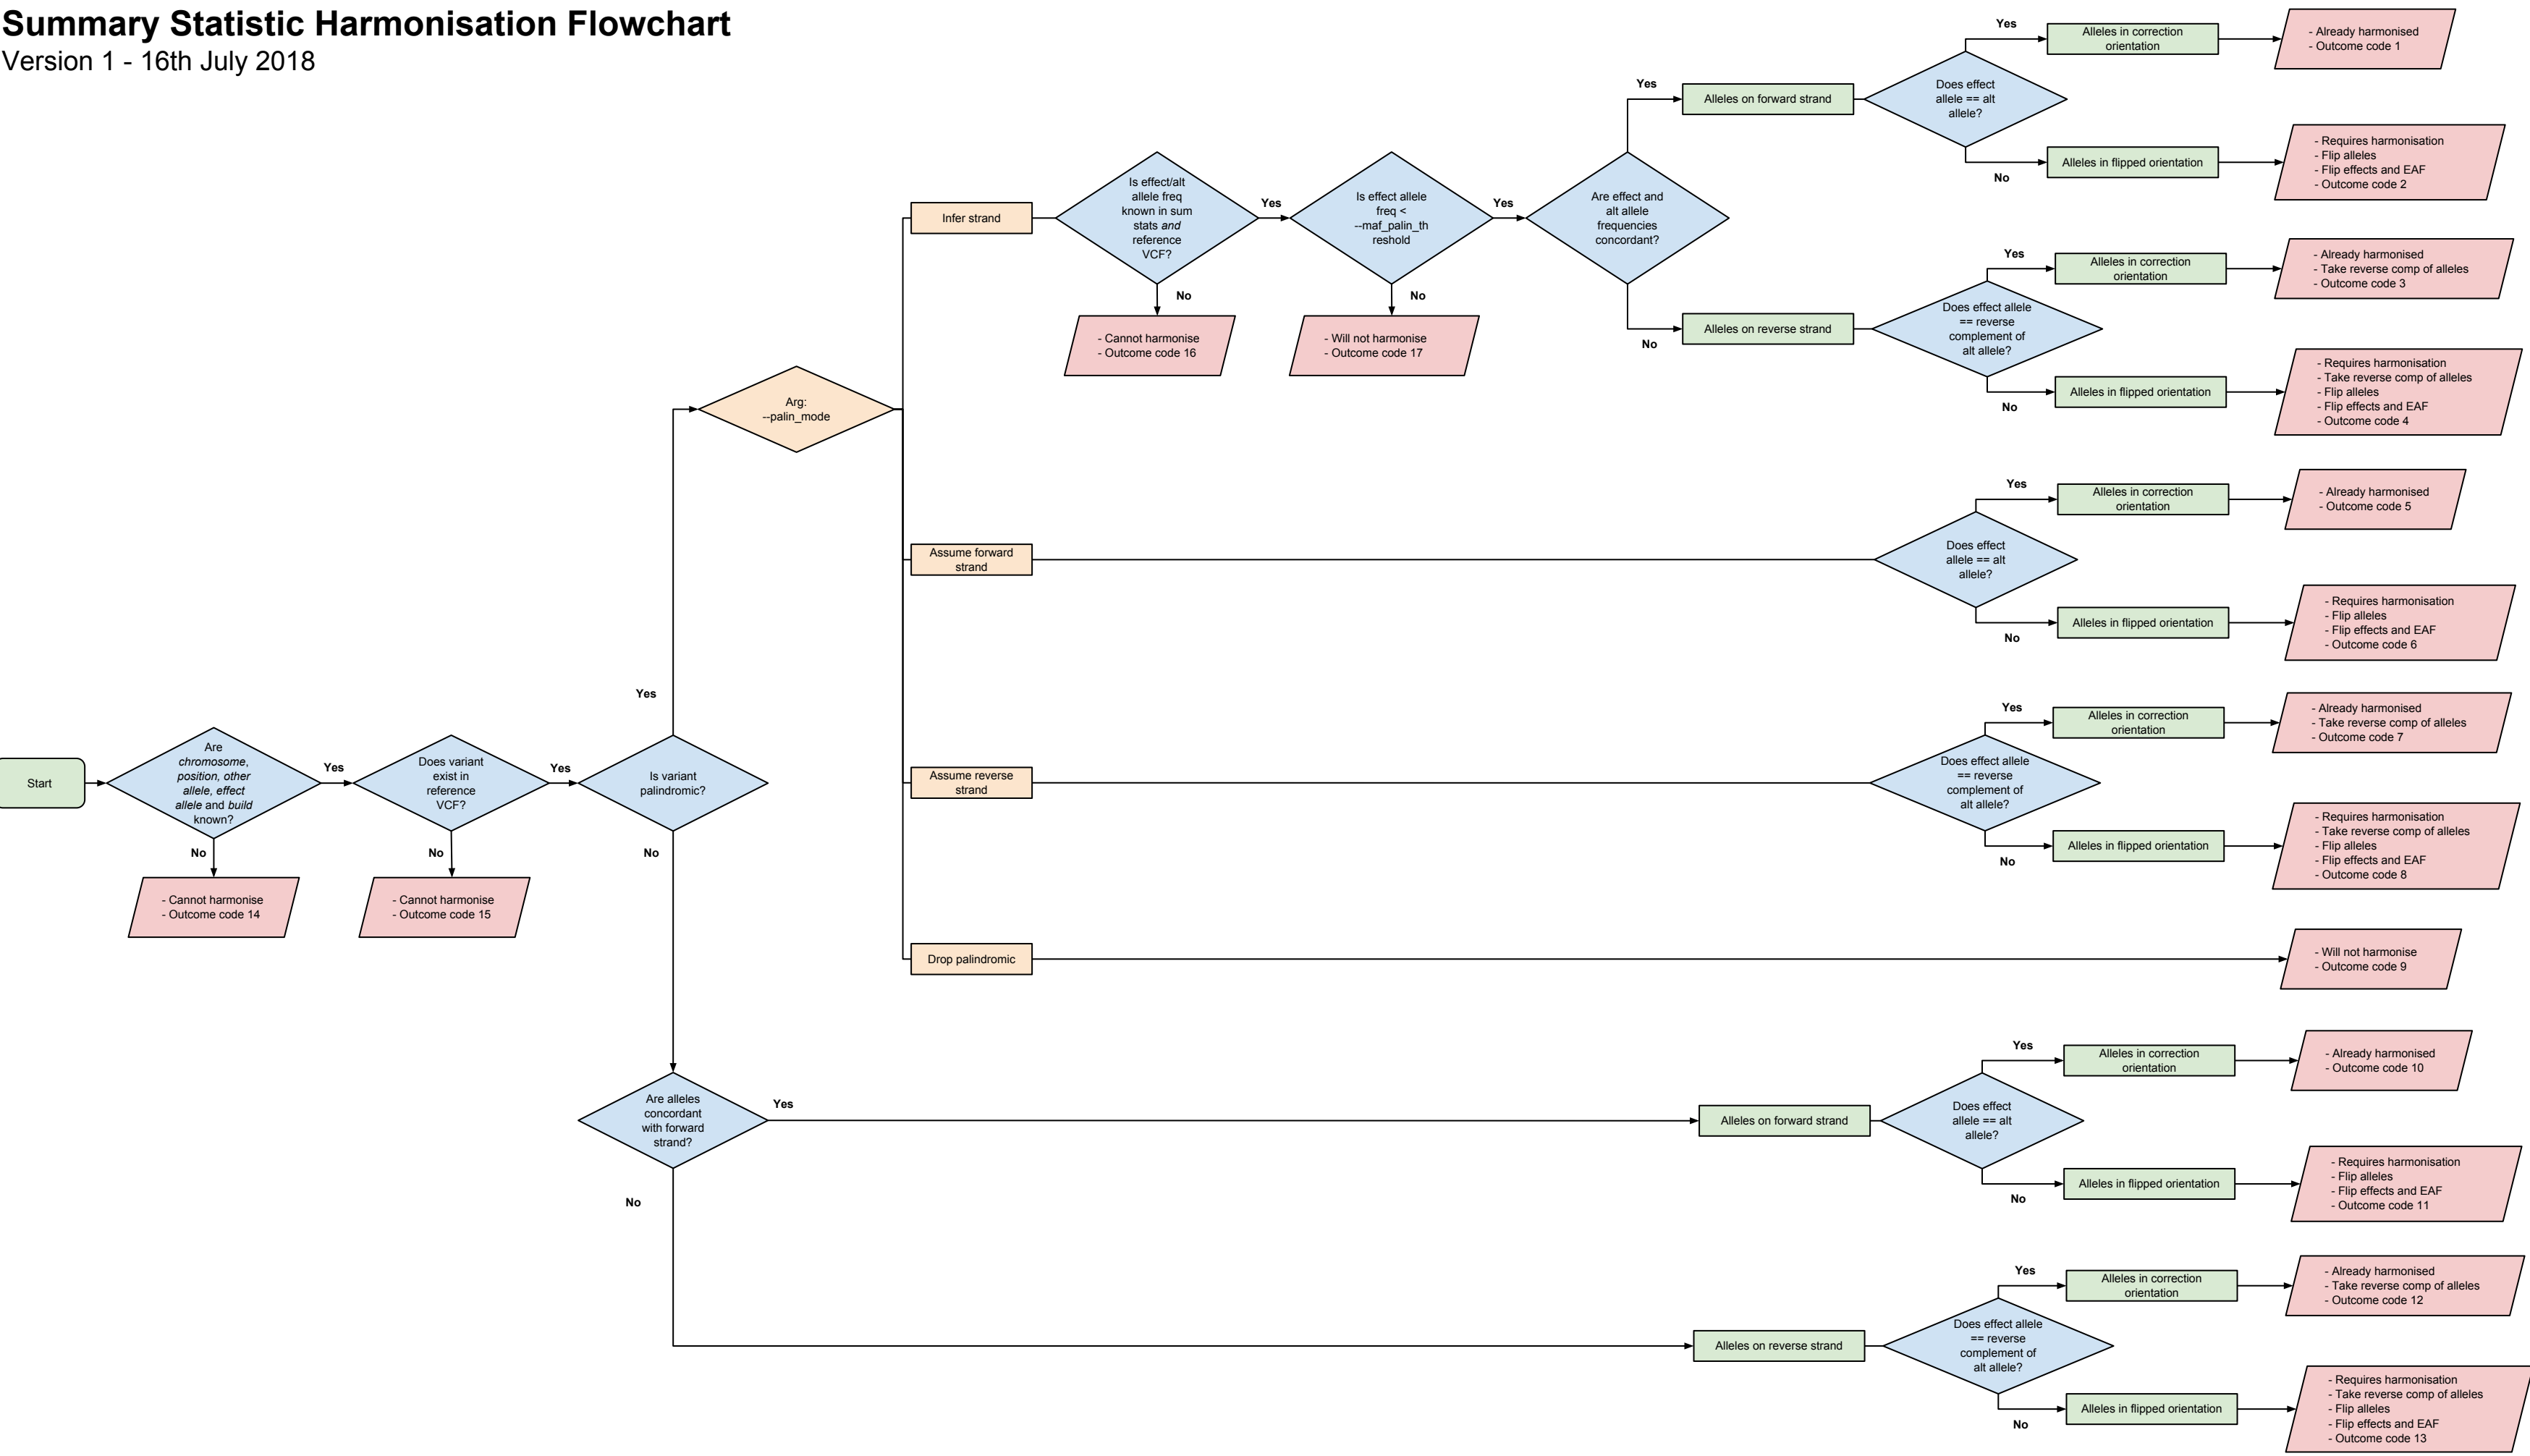 Summary Statistic Harmonisation Flowchart
Version 1 - 16th July 2018
Start
Are
chromosome,
position, other
allele, effect
allele and build
known?
Yes
No
- Cannot harmonise
- Outcome code 14
Does variant
exist in
reference
VCF?
Yes
No
- Cannot harmonise
- Outcome code 15
Is variant
palindromic?
Yes
No
Arg:
--palin_mode
Infer strand
Is effect/alt
allele freq
known in sum
stats and
reference
VCF?
Yes
No
- Cannot harmonise
- Outcome code 16
Is effect allele
freq <
--maf_palin_th
reshold
Yes
No
- Will not harmonise
- Outcome code 17
Are effect and
alt allele
frequencies
concordant?
Yes
Alleles on forward strand
Does effect
allele == alt
allele?
Yes
Alleles in correction
orientation
- Already harmonised
- Outcome code 1
No
Alleles in flipped orientation
- Requires harmonisation
- Flip alleles
- Flip effects and EAF
- Outcome code 2
No
Alleles on reverse strand
Does effect allele
== reverse
complement of
alt allele?
Yes
Alleles in correction
orientation
- Already harmonised
- Take reverse comp of alleles
- Outcome code 3
No
Alleles in flipped orientation
- Requires harmonisation
- Take reverse comp of alleles
- Flip alleles
- Flip effects and EAF
- Outcome code 4
Assume forward
strand
Does effect
allele == alt
allele?
Yes
Alleles in correction
orientation
- Already harmonised
- Outcome code 5
No
Alleles in flipped orientation
- Requires harmonisation
- Flip alleles
- Flip effects and EAF
- Outcome code 6
Assume reverse
strand
Does effect allele
== reverse
complement of
alt allele?
Yes
Alleles in correction
orientation
- Already harmonised
- Take reverse comp of alleles
- Outcome code 7
No
Alleles in flipped orientation
- Requires harmonisation
- Take reverse comp of alleles
- Flip alleles
- Flip effects and EAF
- Outcome code 8
Drop palindromic
- Will not harmonise
- Outcome code 9
Are alleles
concordant
with forward
strand?
Yes
Alleles on forward strand
Does effect
allele == alt
allele?
Yes
Alleles in correction
orientation
- Already harmonised
- Outcome code 10
No
Alleles in flipped orientation
- Requires harmonisation
- Flip alleles
- Flip effects and EAF
- Outcome code 11
No
Alleles on reverse strand
Does effect allele
== reverse
complement of
alt allele?
Yes
Alleles in correction
orientation
- Already harmonised
- Take reverse comp of alleles
- Outcome code 12
No
Alleles in flipped orientation
- Requires harmonisation
- Take reverse comp of alleles
- Flip alleles
- Flip effects and EAF
- Outcome code 13